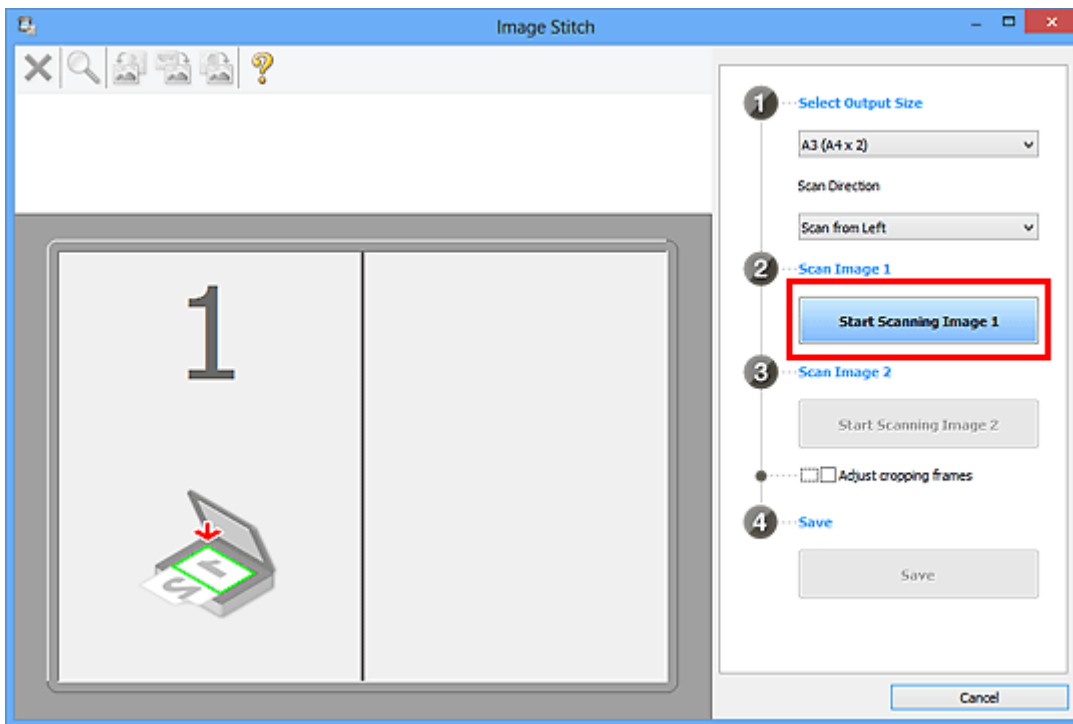 Image Stitch
1 Select Output Size
A3 (A4 x 2)
Scan Direction
Scan from Left
2 Scan Image 1
Start Scanning Image 1
3 Scan Image 2
Start Scanning Image 2
Adjust cropping frames
4 Save
Save
Cancel
1